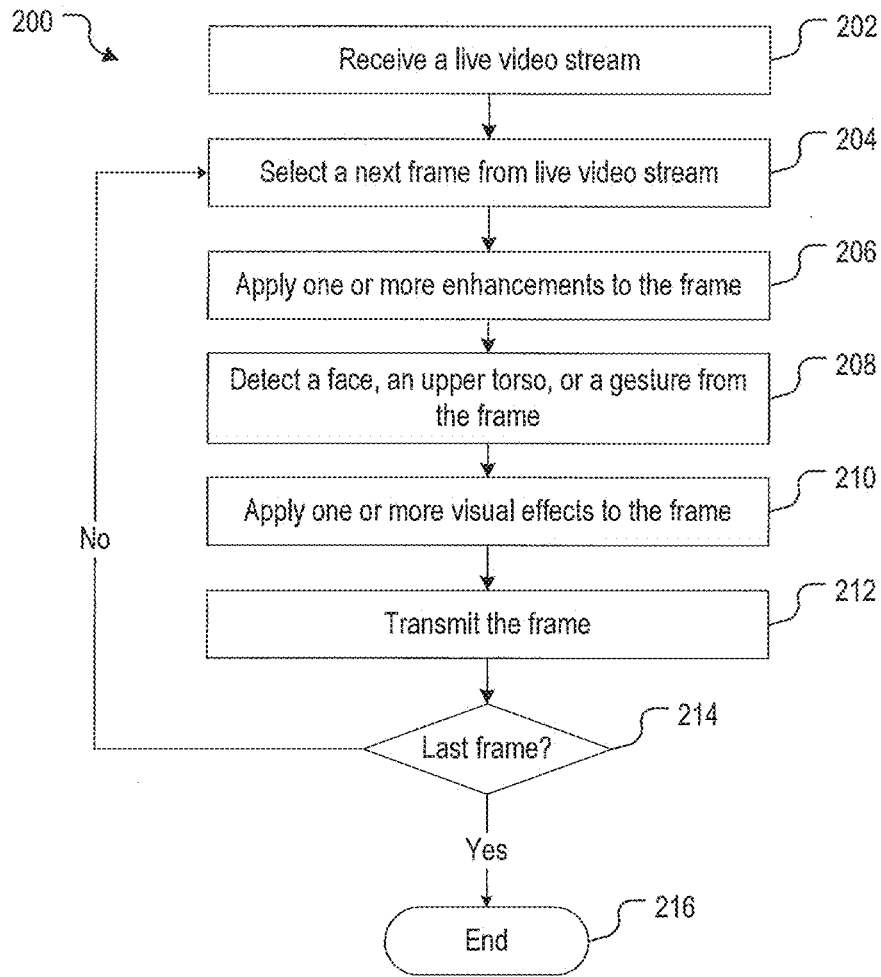 200
202
Receive a live video stream
204
Select a next frame from live video stream
206
Apply one or more enhancements to the frame
208
Detect a face, an upper torso, or a gesture from
the frame
210
Apply one or more visual effects to the frame
No
212
Transmit the frame
214
Last frame?
Yes
216
End